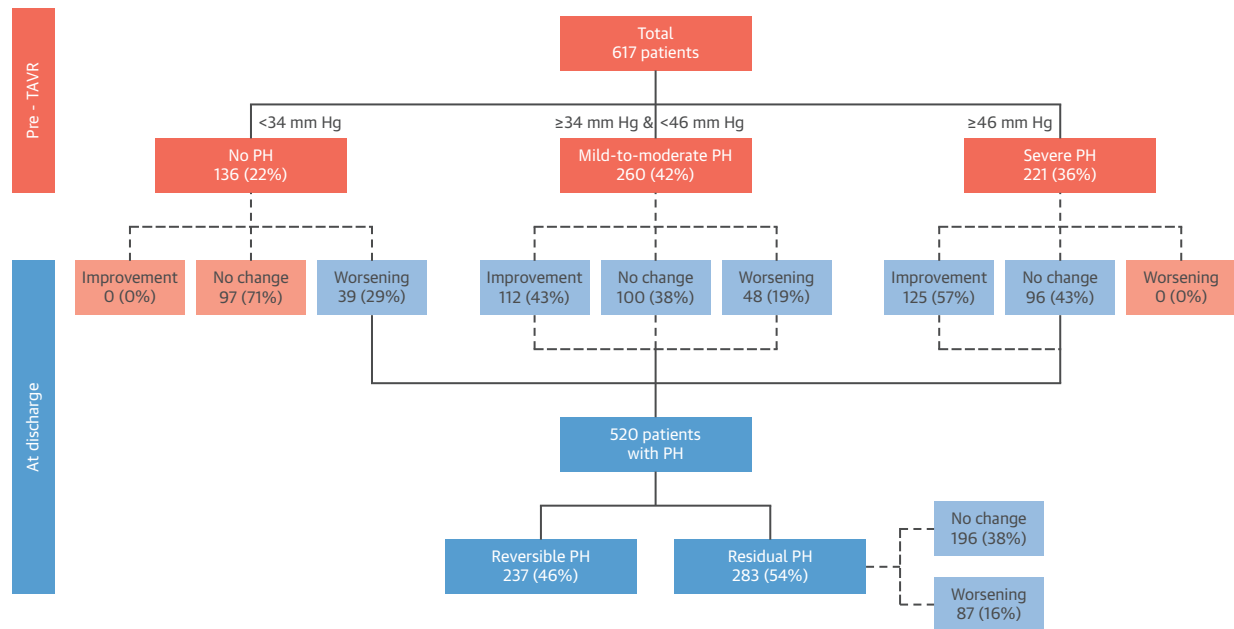 Pre - TAVR
Total
617 patients
<34 mm Hg
≥34 mm Hg & <46 mm Hg
≥46 mm Hg
No PH
136 (22%)
Mild-to-moderate PH
260 (42%)
Severe PH
221 (36%)
At discharge
Improvement
0 (0%)
No change
97 (71%)
Worsening
39 (29%)
Improvement
112 (43%)
No change
100 (38%)
Worsening
48 (19%)
Improvement
125 (57%)
No change
96 (43%)
Worsening
0 (0%)
520 patients
with PH
Reversible PH
237 (46%)
Residual PH
283 (54%)
No change
196 (38%)
Worsening
87 (16%)